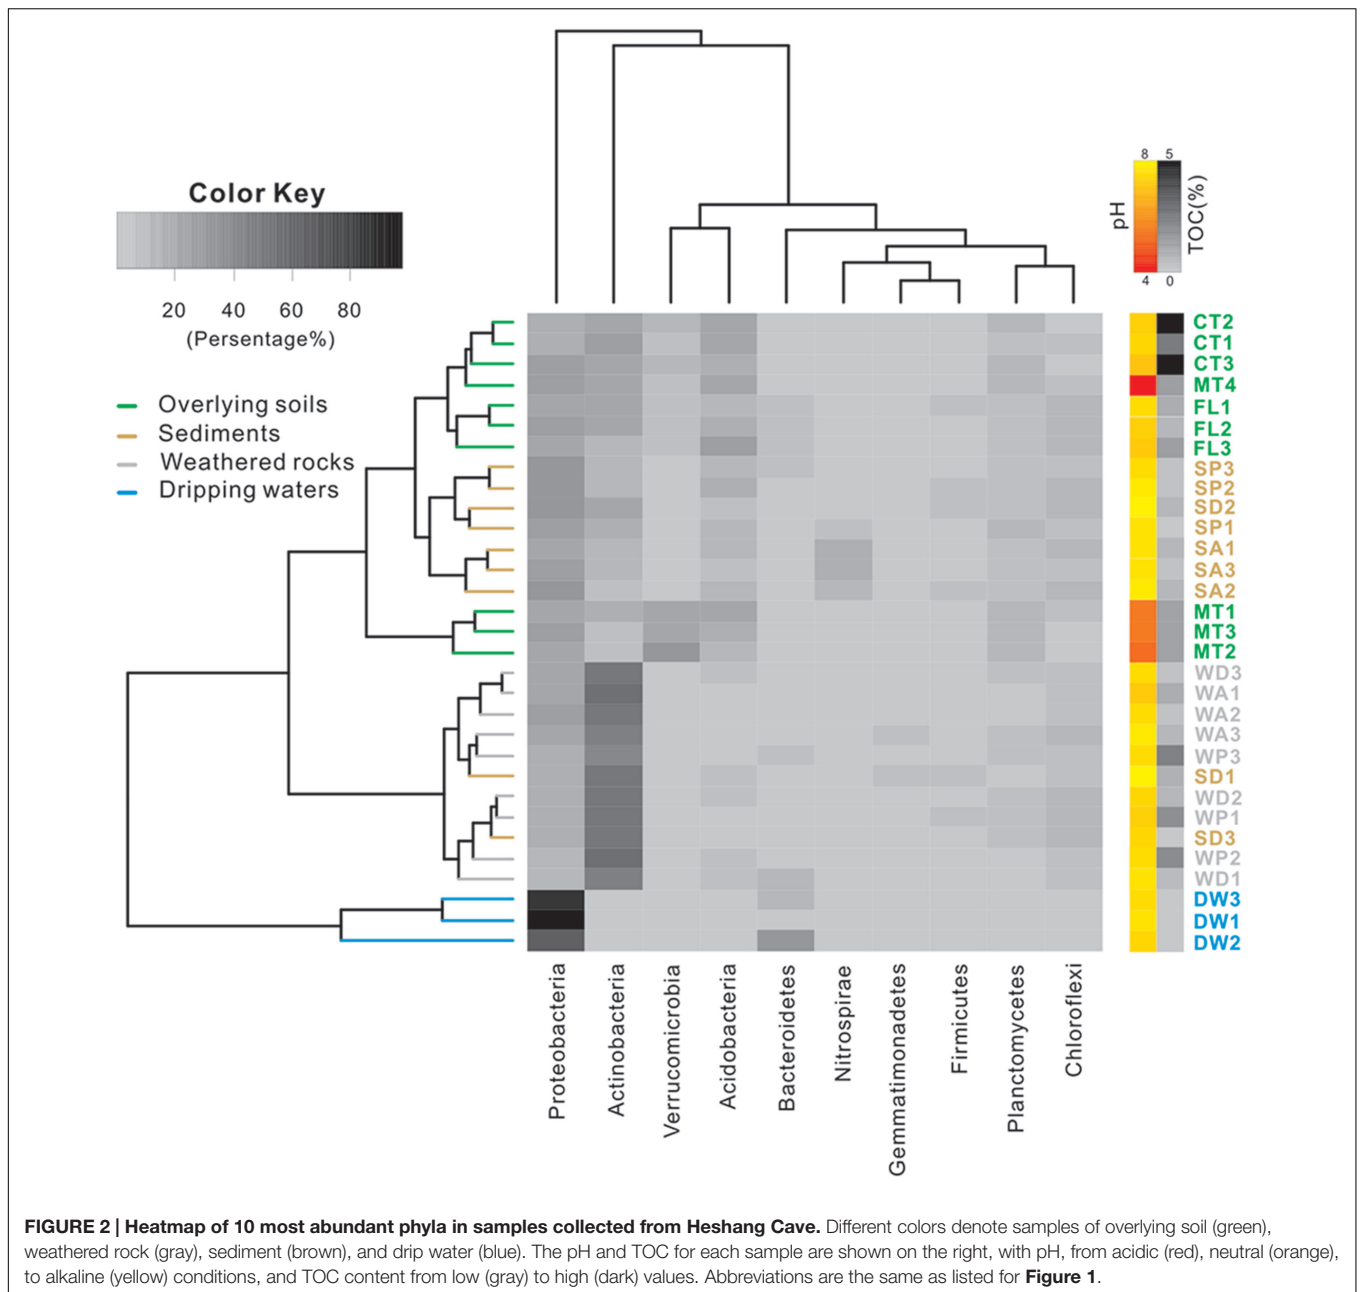 Color Key
20 40 60 80
(Persentage%)
Overlying soils
Sediments
Weathered rocks
Dripping waters
8 5
pH
TOC(%)
4 0
CT2
CT1
CT3
MT4
FL1
FL2
FL3
SP3
SP2
SD2
SP1
SA1
SA3
SA2
MT1
MT3
MT2
WD3
WA1
WA2
WA3
WP3
SD1
WD2
WP1
SD3
WP2
WD1
DW3
DW1
DW2
Proteobacteria
Actinobacteria
Verrucomicrobia
Acidobacteria
Bacteroidetes
Nitrospirae
Gemmatimonadetes
Firmicutes
Planctomycetes
Chloroflexi
FIGURE 2 | Heatmap of 10 most abundant phyla in samples collected from Heshang Cave. Different colors denote samples of overlying soil (green),
weathered rock (gray), sediment (brown), and drip water (blue). The pH and TOC for each sample are shown on the right, with pH, from acidic (red), neutral (orange),
to alkaline (yellow) conditions, and TOC content from low (gray) to high (dark) values. Abbreviations are the same as listed for Figure 1.